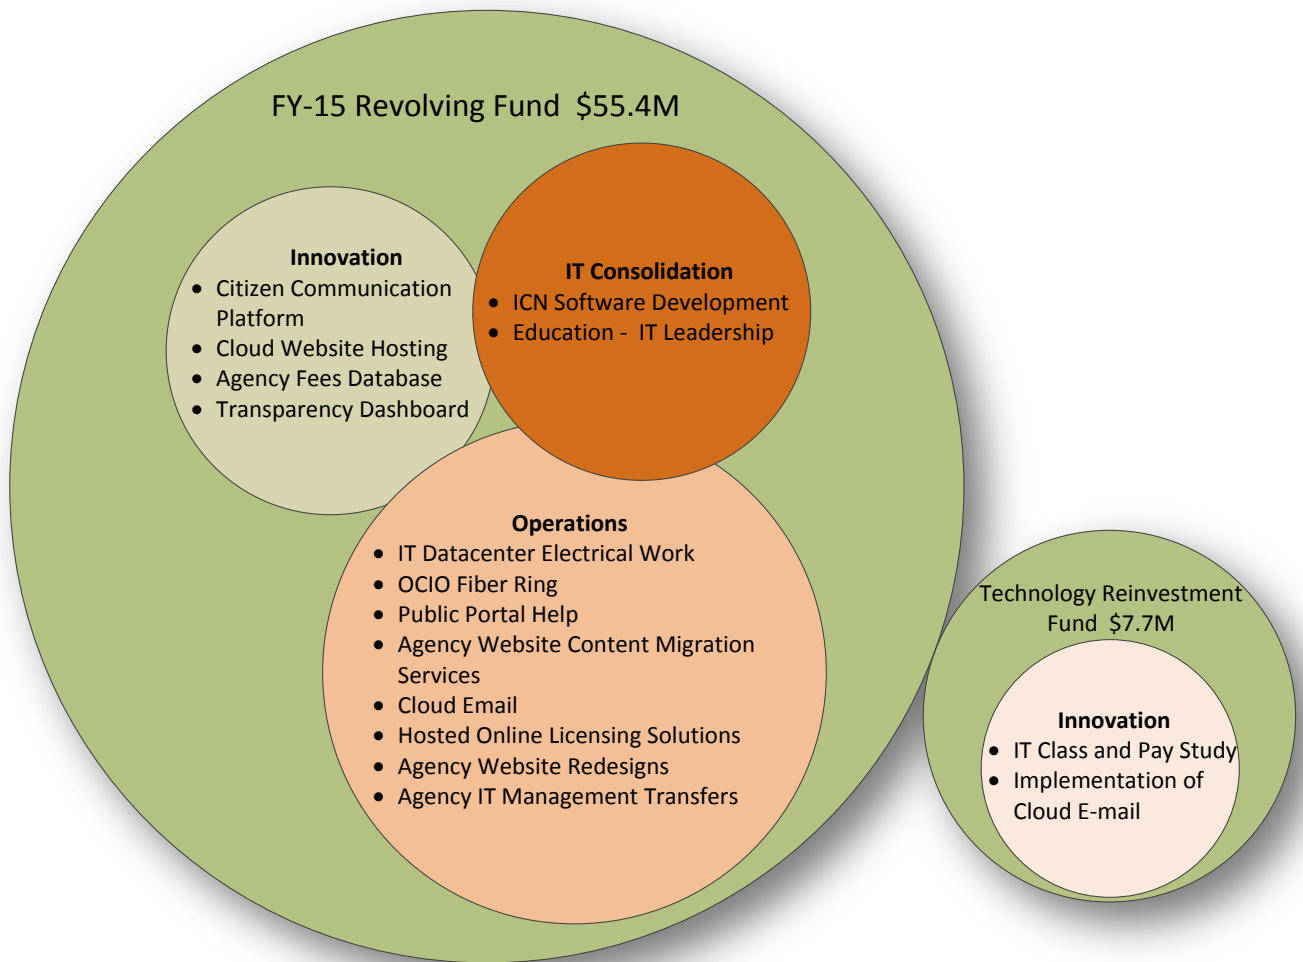 FY-15 Revolving Fund  $55.4M
Innovation
• Citizen Communication
Platform
• Cloud Website Hosting
• Agency Fees Database
• Transparency Dashboard
IT Consolidation
• ICN Software Development
• Education -  IT Leadership
Operations
• IT Datacenter Electrical Work
• OCIO Fiber Ring
• Public Portal Help
• Agency Website Content Migration
Services
• Cloud Email
• Hosted Online Licensing Solutions
• Agency Website Redesigns
• Agency IT Management Transfers
Technology Reinvestment
Fund  $7.7M
Innovation
• IT Class and Pay Study
• Implementation of
Cloud E-mail